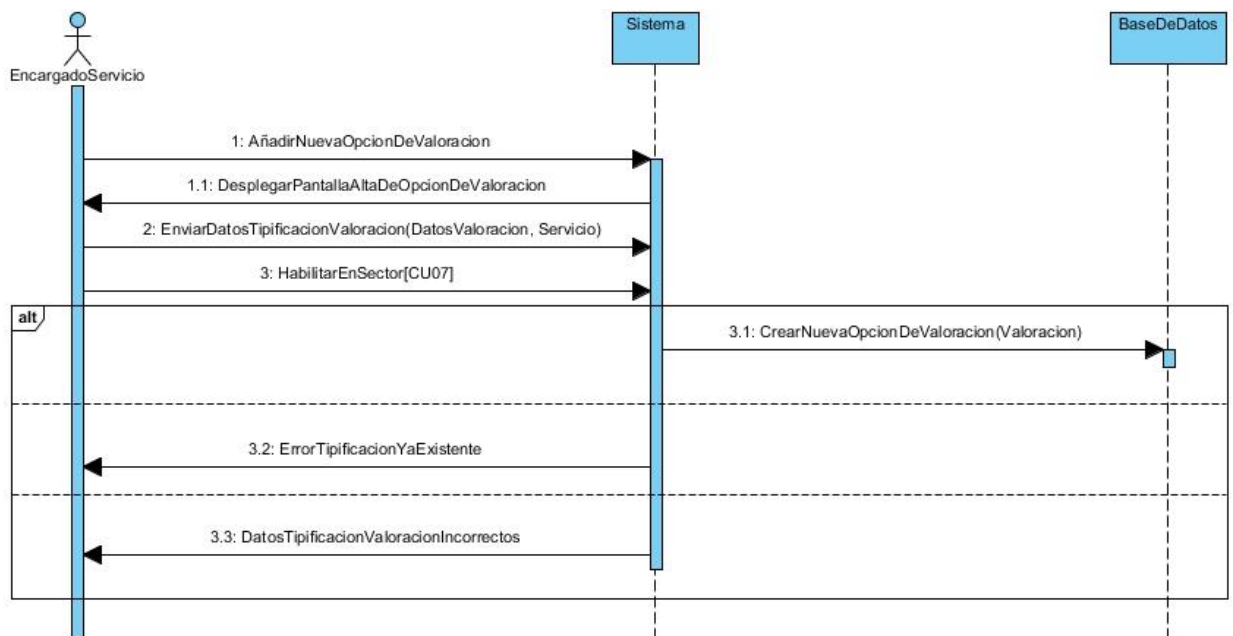 EncargadoServicio
Sistema
BaseDeDatos
1: AñadirNuevaOpcionDeValoracion
1.1: DesplegarPantallaAltaDeOpcionDeValoracion
2: EnviarDatosTipificacionValoracion(DatosValoracion, Servicio)
3: HabilitarEnSector[CU07]
alt
3.1: CrearNuevaOpcionDeValoracion(Valoracion)
3.2: ErrorTipificacionYaExistente
3.3: DatosTipificacionValoracionIncorrectos